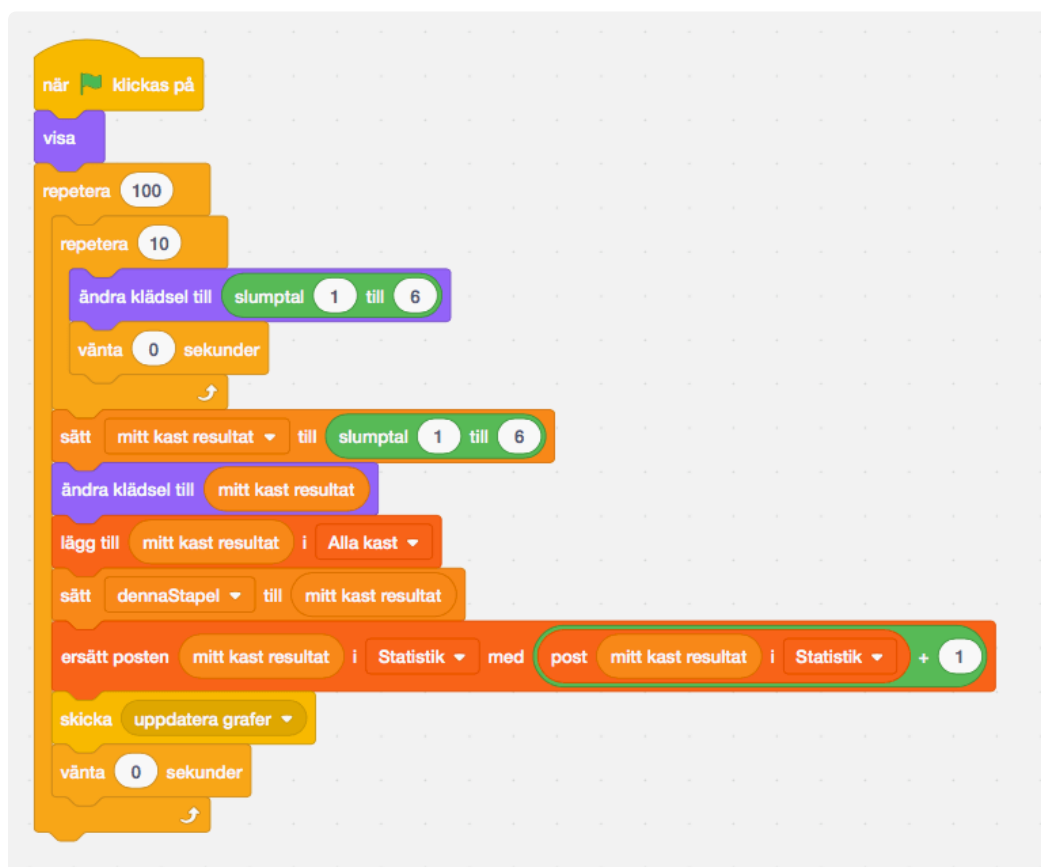 när klickas på
visa
repetera 100
repetera 10
ändra klädsel till slumptal 1 till 6
vänta 0 sekunder
sätt mitt kast resultat till slumptal 1 till 6
ändra klädsel till mitt kast resultat
lägg till mitt kast resultat i Alla kast
sätt dennaStapel till mitt kast resultat
ersätt posten mitt kast resultat i Statistik med post mitt kast resultat i Statistik + 1
skicka uppdatera grafer
vänta 0 sekunder